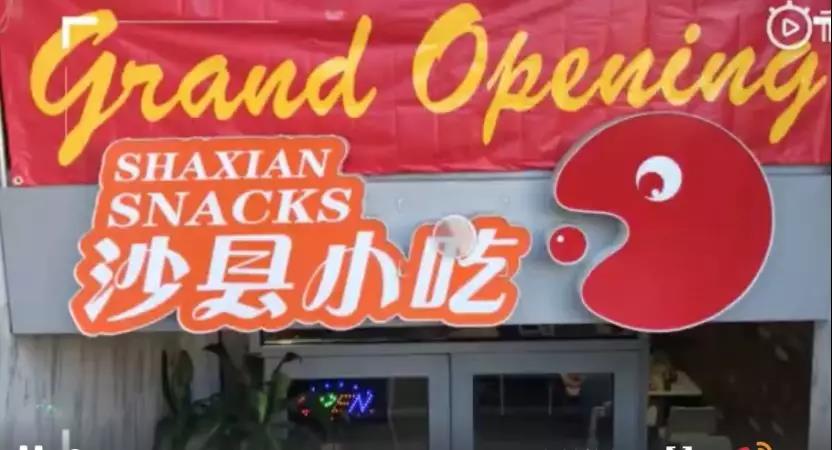 Grand Opening
SHAXIAN
SNACKS
沙县小吃
OPEN